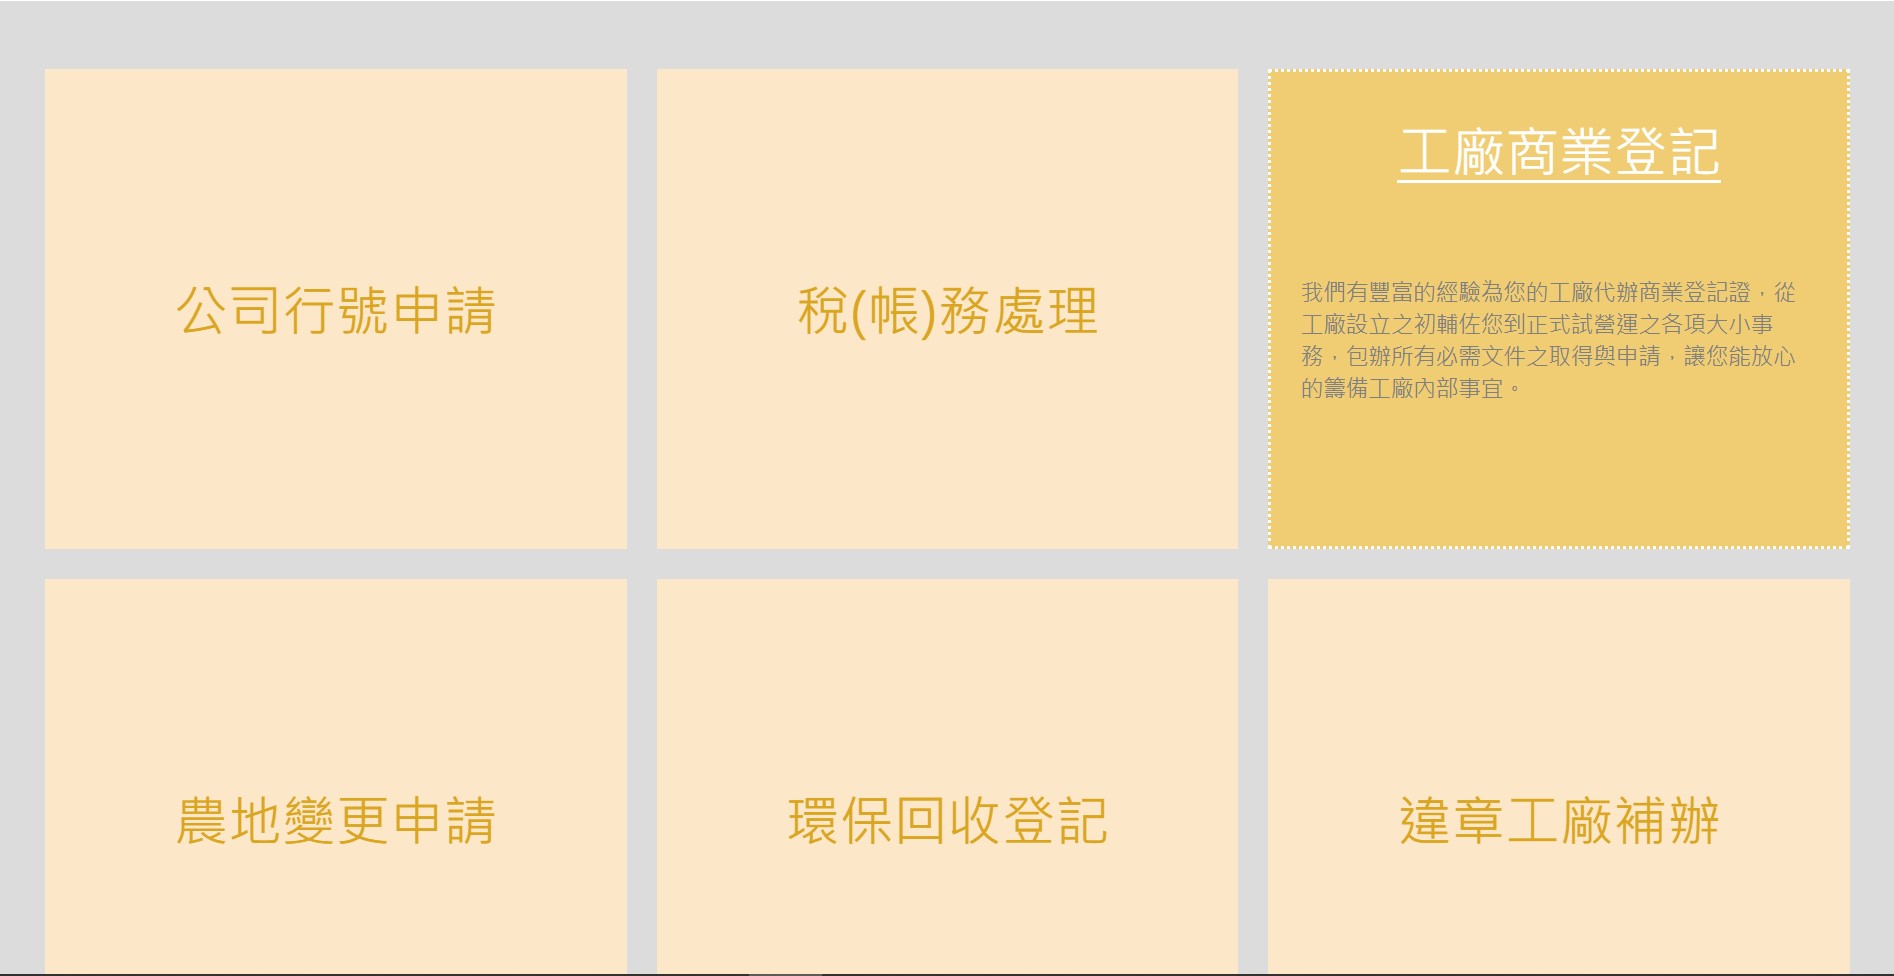 公司行號申請
稅(帳)務處理
工廠商業登記
我們有豐富的經驗為您的工廠代辦商業登記證，從
工廠設立之初輔佐您到正式試營運之各項大小事
務，包辦所有必需文件之取得與申請，讓您能放心
的籌備工廠內部事宜。
農地變更申請
環保回收登記
違章工廠補辦